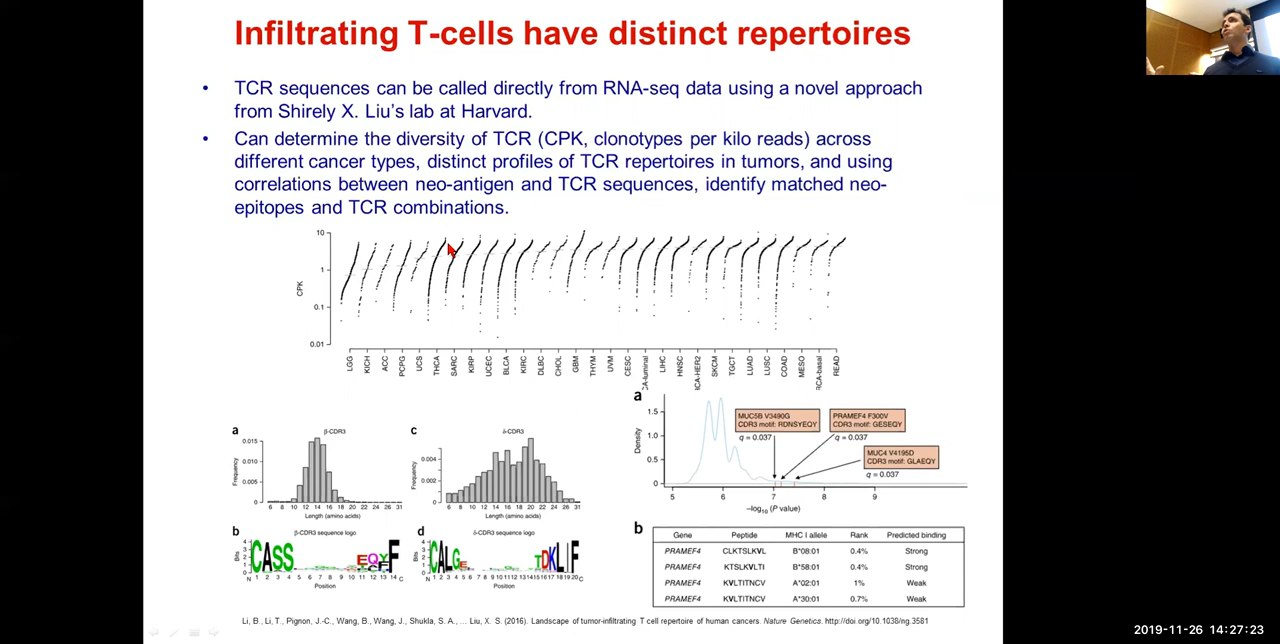 Infiltrating T-cells have distinct repertoires
• TCR sequences can be called directly from RNA-seq data using a novel approach
from Shirely X. Liu's lab at Harvard.
• Can determine the diversity of TCR (CPK, clonotypes per kilo reads) across
different cancer types, distinct profiles of TCR repertoires in tumors, and using
correlations between neo-antigen and TCR sequences, identify matched neo-
epitopes and TCR combinations.
10
1
0.1
0.01
CPK
LGG KICH ACC PCPG UCS THCA SARC KIRP UCEC BLCA KIRC DLBC CHOL GBM THYM UVM CESC CA-luminal LIHC HNSC CA-HER2 SKCM TGCT LUAD LUSC COAD MESO RCA-basal READ
a
β-CDR3
0.015
0.010
0.005
0
Frequency
6 8 10 12 14 16 18 20 22 24 26 31
Length (amino acids)
c
δ-CDR3
0.004
0.002
0
Frequency
6 8 10 12 14 16 18 20 22 24 26 31
Length (amino acids)
b
β-CDR3 sequence logo
4
3
2
1
0
Bits
CASS EQYF
N 1 2 3 4 5 6 7 8 9 10 11 12 13 14 C
Position
d
δ-CDR3 sequence logo
4
3
2
1
0
Bits
CALGE TDKLIF
N 1 2 3 4 5 6 7 8 9 10 11 12 13 14 15 16 17 18 19 20 C
Position
a
1.5
1.0
0.5
0
Density
MUC5B V3490G
CDR3 motif: RDNSYEQY
q = 0.037
PRAMEF4 F300V
CDR3 motif: GESEQY
q = 0.037
MUC4 V4195D
CDR3 motif: GLAEQY
q = 0.037
5 6 7 8 9
−log10 (P value)
b
Gene Peptide MHC I allele Rank Predicted binding
PRAMEF4 CLKTSLKVL B*08:01 0.4% Strong
PRAMEF4 KTSLKVLTI B*58:01 0.4% Strong
PRAMEF4 KVLTITNCV A*02:01 1% Weak
PRAMEF4 KVLTITNCV A*30:01 0.7% Weak
Li, B., Li, T., Pignon, J.-C., Wang, B., Wang, J., Shukla, S. A., ... Liu, X. S. (2016). Landscape of tumor-infiltrating T cell repertoire of human cancers. Nature Genetics. http://doi.org/10.1038/ng.3581
2019-11-26 14:27:23